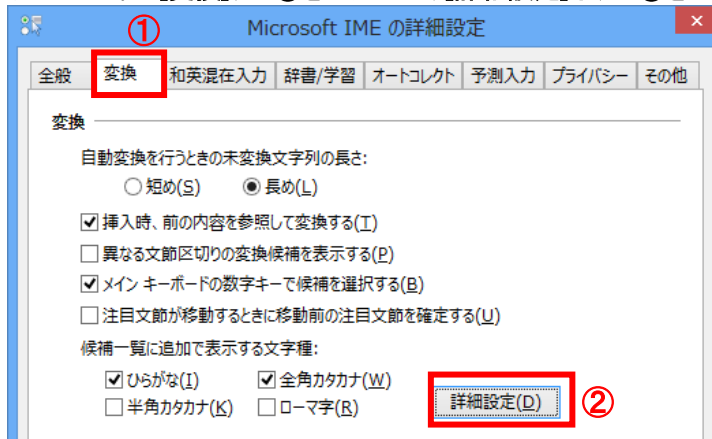 ①
Microsoft IME の詳細設定
全般 変換 和英混在入力 辞書/学習 オートコレクト 予測入力 プライバシー その他
変換
自動変換を行うときの未変換文字列の長さ:
短め(S) 長め(L)
挿入時、前の内容を参照して変換する(T)
異なる文節区切りの変換候補を表示する(P)
メイン キーボードの数字キーで候補を選択する(B)
注目文節が移動するときに移動前の注目文節を確定する(U)
候補一覧に追加で表示する文字種:
ひらがな(I) 全角カタカナ(W)
半角カタカナ(K) ローマ字(R)
詳細設定(D) ②